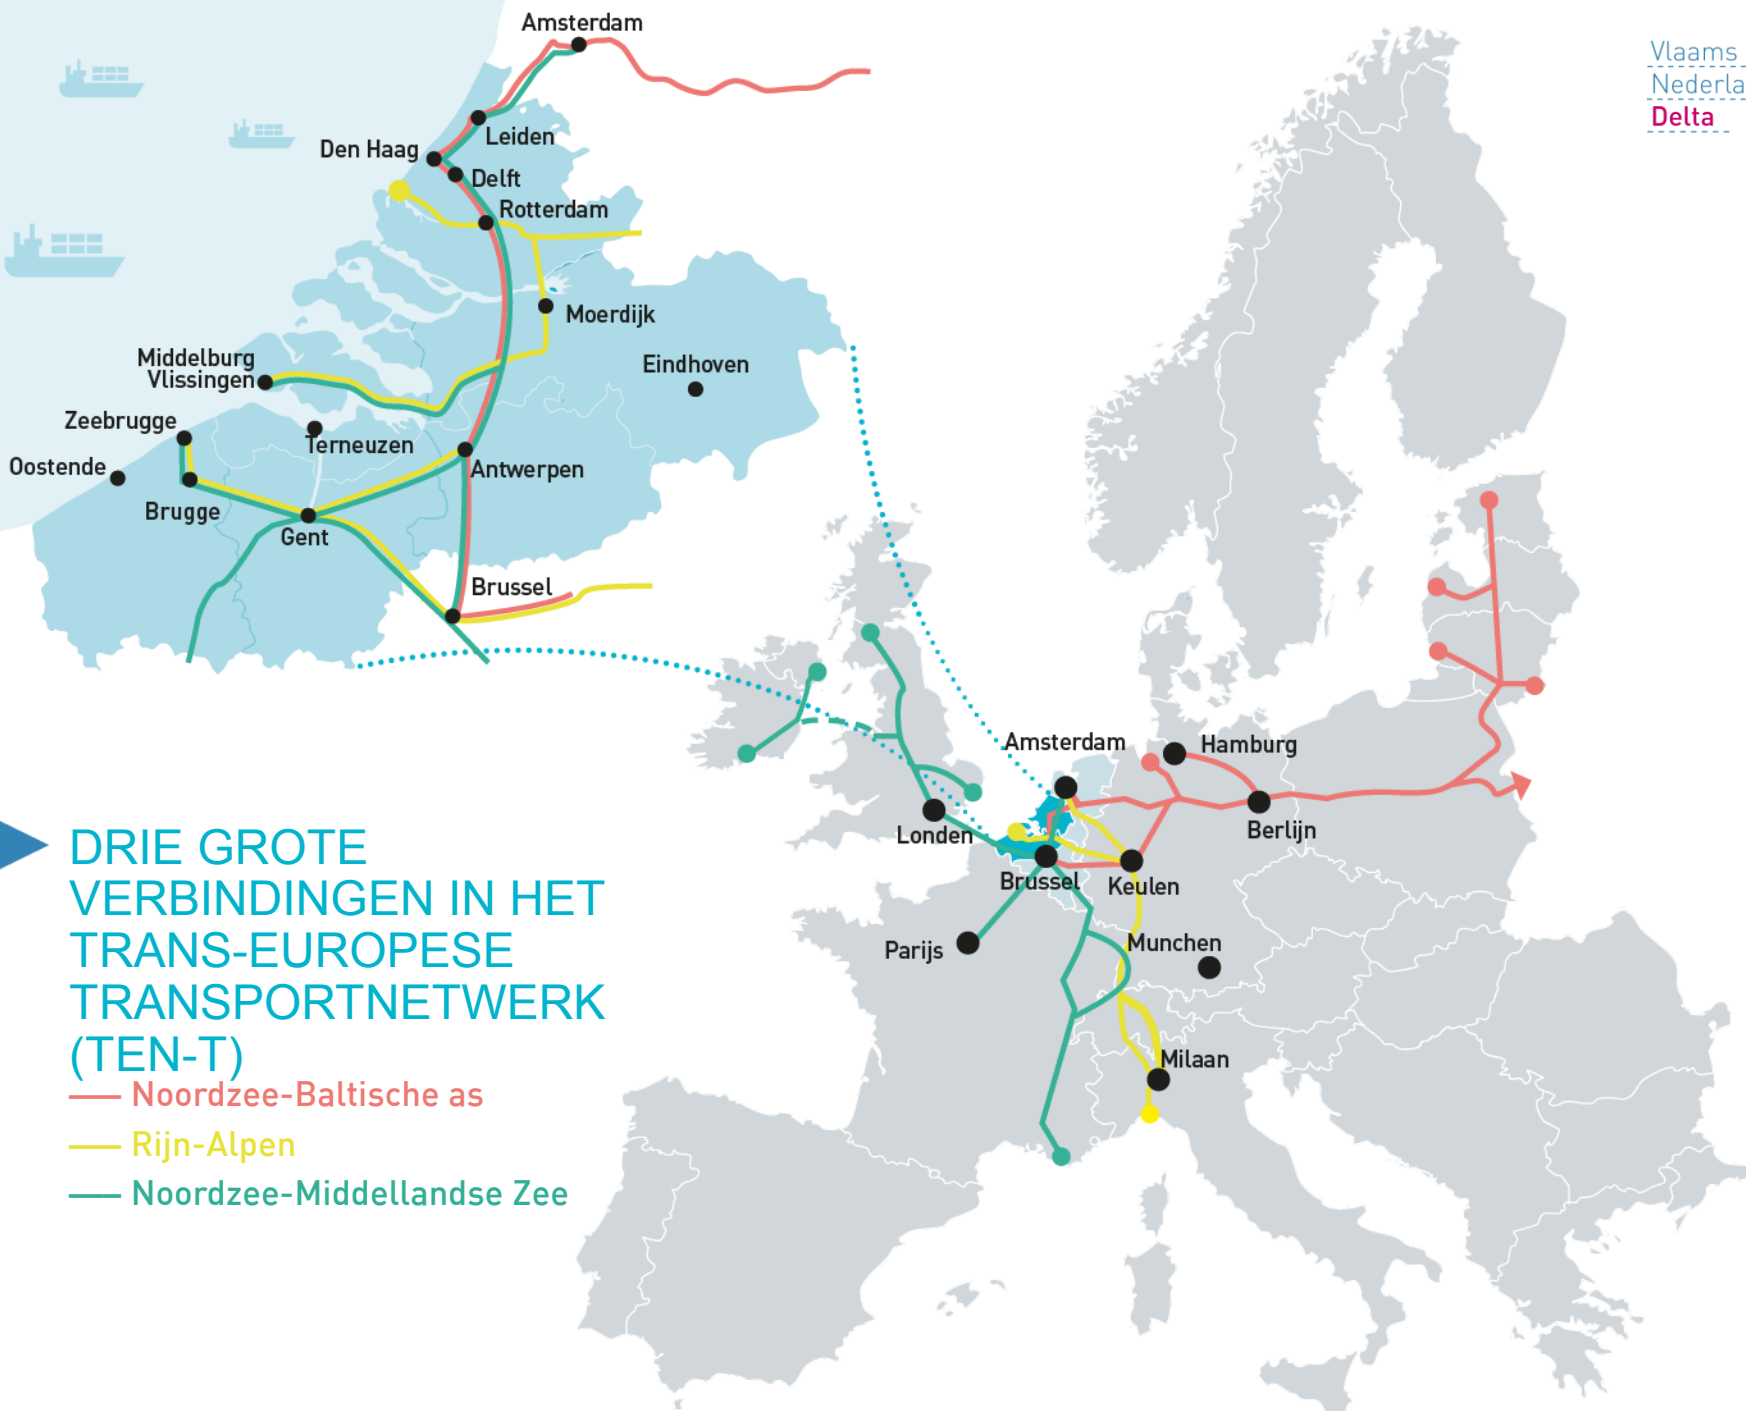 Amsterdam
Leiden
Den Haag
Delft
Rotterdam
Moerdijk
Middelburg
Vlissingen
Eindhoven
Zeebrugge
Terneuzen
Oostende
Antwerpen
Brugge
Gent
Brussel
Vlaams
Nederla
Delta
Amsterdam
Hamburg
Londen
Berlijn
Brussel
Keulen
Parijs
Munchen
Milaan
DRIE GROTE
VERBINDINGEN IN HET
TRANS-EUROPESE
TRANSPORTNETWERK
(TEN-T)
Noordzee-Baltische as
Rijn-Alpen
Noordzee-Middellandse Zee